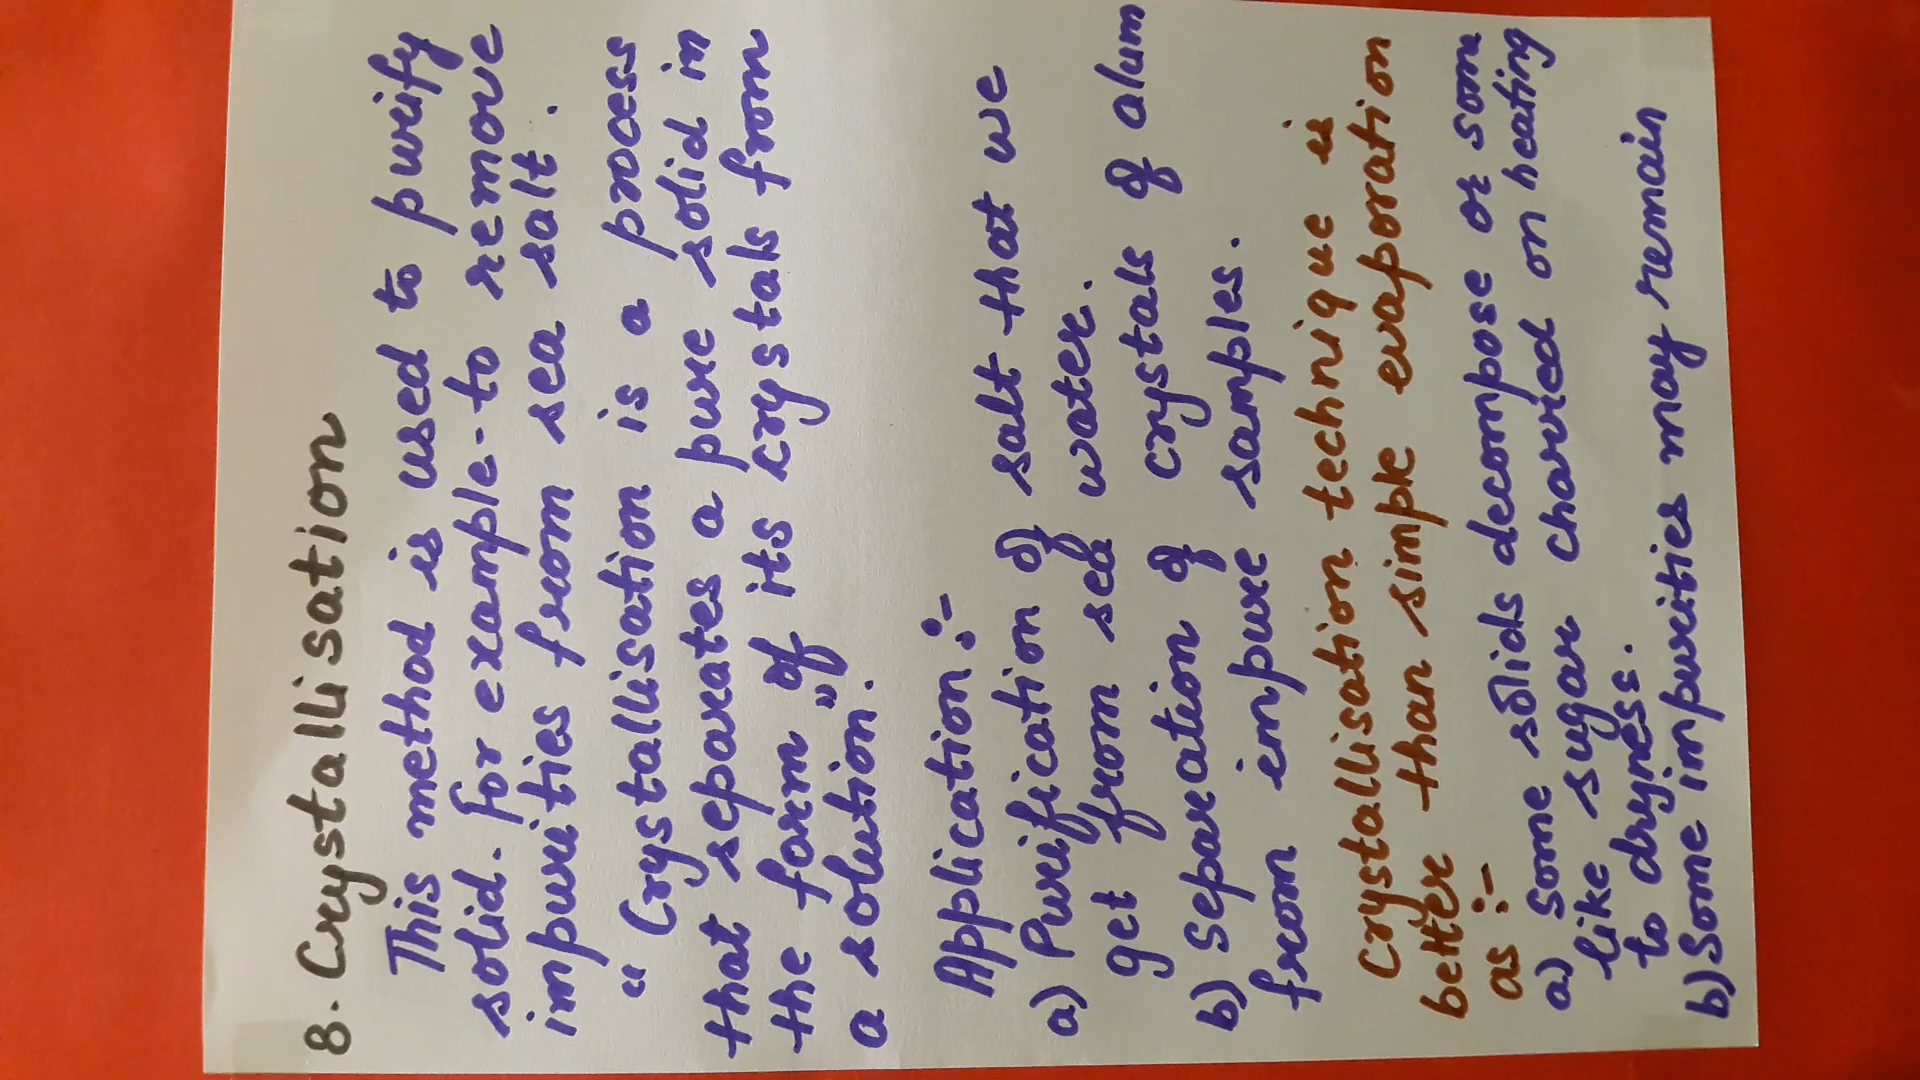 8. Crystallisation
This method is used to purify
solid. for example - to remove
impurities from sea salt.
"Crystallisation is a process
that separates a pure solid in
the form of its crystals from
a solution."
Application :-
a) Purification of salt that we
get from sea water.
b) separation of crystals of alum
from impure samples.
Crystallisation technique is
better than simple evaporation
as :-
a) some solids decompose or some
like sugar charried on heating
to dryness.
b) Some impurities may remain